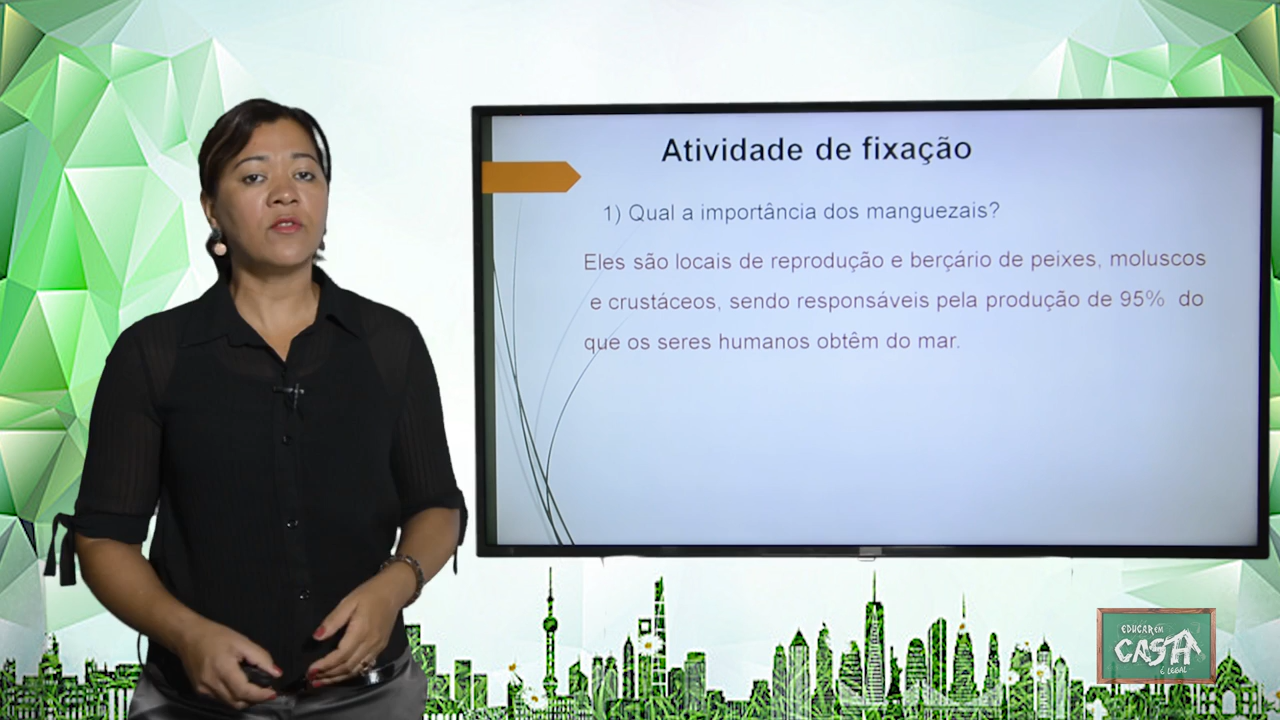 Atividade de fixação
1) Qual a importância dos manguezais?
Eles são locais de reprodução e berçário de peixes, moluscos
e crustáceos, sendo responsáveis pela produção de 95% do
que os seres humanos obtêm do mar.
EDUCAR EM
CASA
É LEGAL